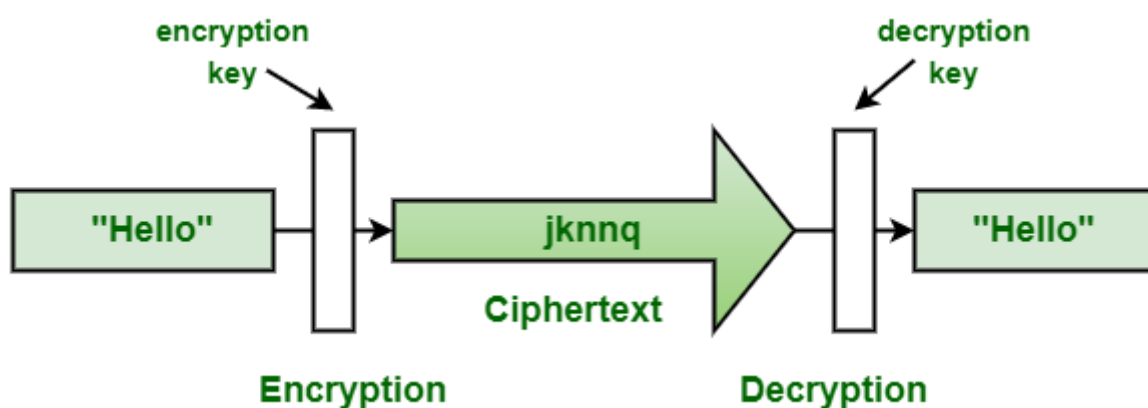 encryption
key
decryption
key
"Hello"
jknnq
"Hello"
Ciphertext
Encryption
Decryption